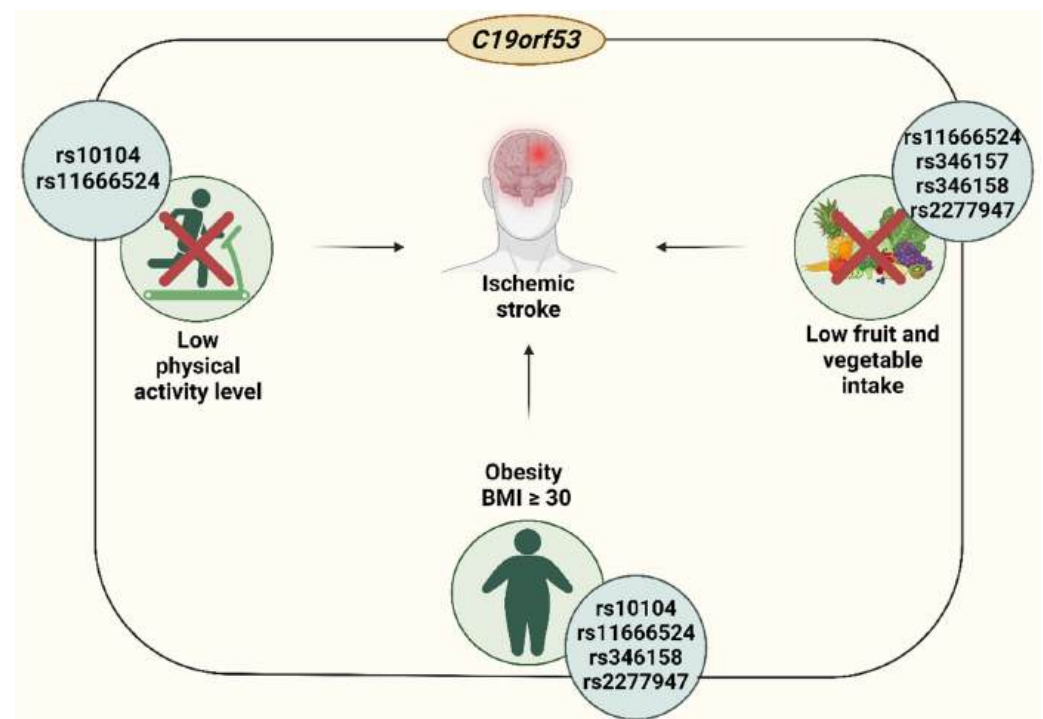 C19orf53
rs10104
rs11666524
Low
physical
activity level
Ischemic
stroke
rs11666524
rs346157
rs346158
rs2277947
Low fruit and
vegetable
intake
Obesity
BMI ≥ 30
rs10104
rs11666524
rs346158
rs2277947